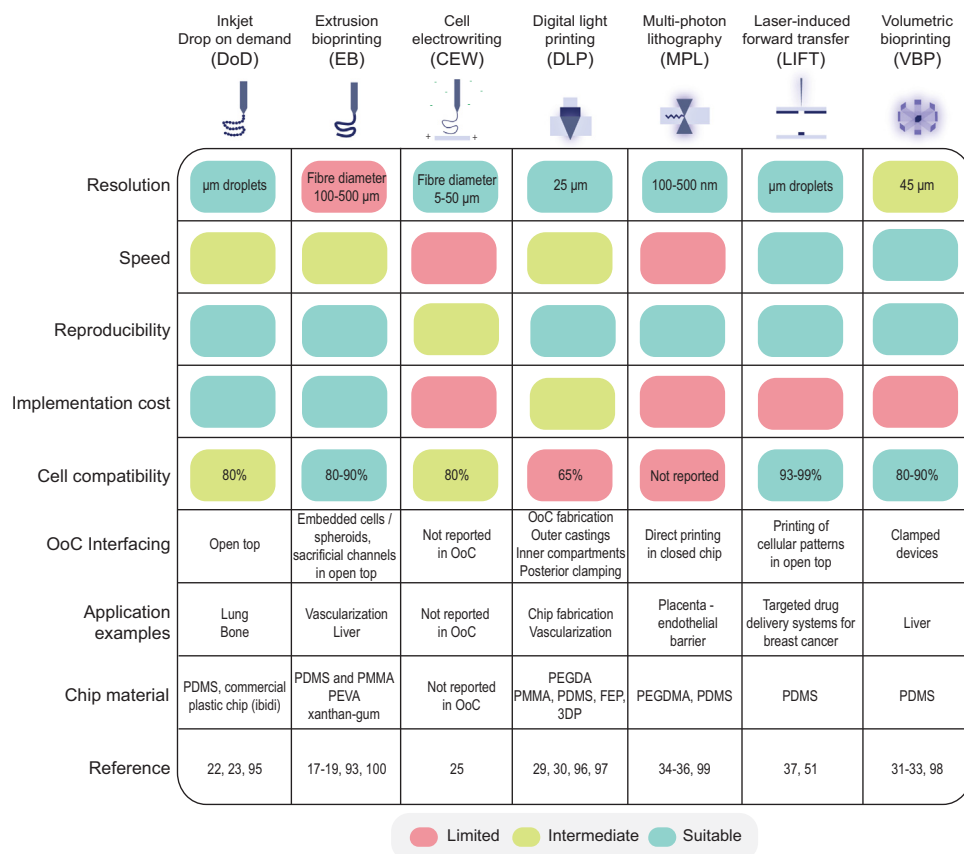 Inkjet
Drop on demand
(DoD)
Extrusion
bioprinting
(EB)
Cell
electrowriting
(CEW)
Digital light
printing
(DLP)
Multi-photon
lithography
(MPL)
Laser-induced
forward transfer
(LIFT)
Volumetric
bioprinting
(VBP)
+
+
Resolution
µm droplets
Fibre diameter
100-500 µm
Fibre diameter
5-50 µm
25 µm
100-500 nm
µm droplets
45 µm
Speed
Reproducibility
Implementation cost
Cell compatibility
80%
80-90%
80%
65%
Not reported
93-99%
80-90%
OoC Interfacing
Open top
Embedded cells /
spheroids,
sacrificial channels
in open top
Not reported
in OoC
OoC fabrication
Outer castings
Inner compartments
Posterior clamping
Direct printing
in closed chip
Printing of
cellular patterns
in open top
Clamped
devices
Application
examples
Lung
Bone
Vascularization
Liver
Not reported
in OoC
Chip fabrication
Vascularization
Placenta -
endothelial
barrier
Targeted drug
delivery systems for
breast cancer
Liver
Chip material
PDMS, commercial
plastic chip (ibidi)
PDMS and PMMA
PEVA
xanthan-gum
Not reported
in OoC
PEGDA
PMMA, PDMS, FEP,
3DP
PEGDMA, PDMS
PDMS
PDMS
Reference
22, 23, 95
17-19, 93, 100
25
29, 30, 96, 97
34-36, 99
37, 51
31-33, 98
Limited
Intermediate
Suitable